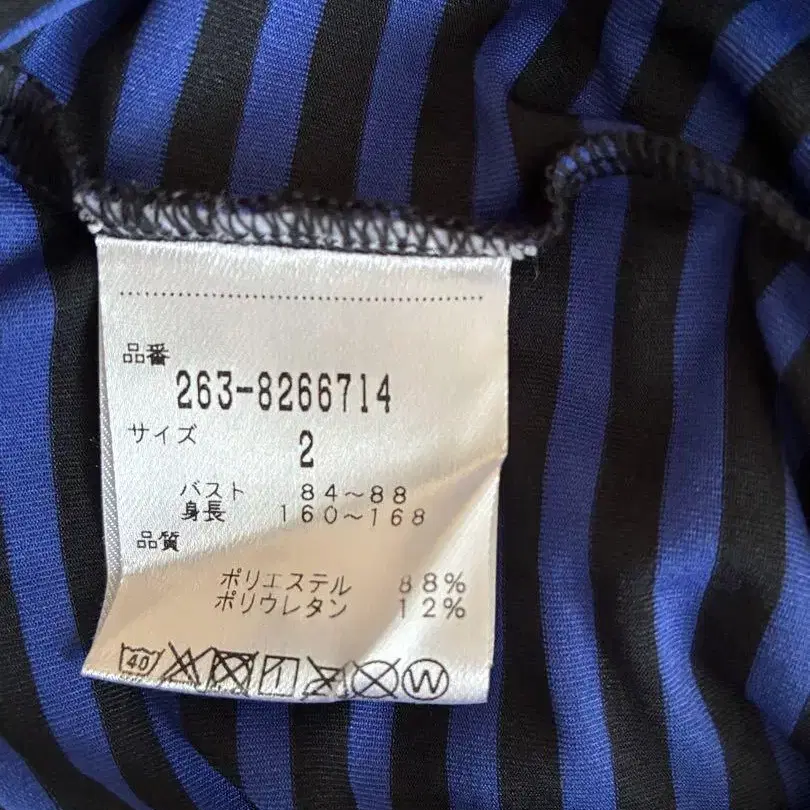 品番
263-8266714
サイズ
2
バスト 84～88
身長 160～168
品質
ポリエステル 88%
ポリウレタン 12%
40 W